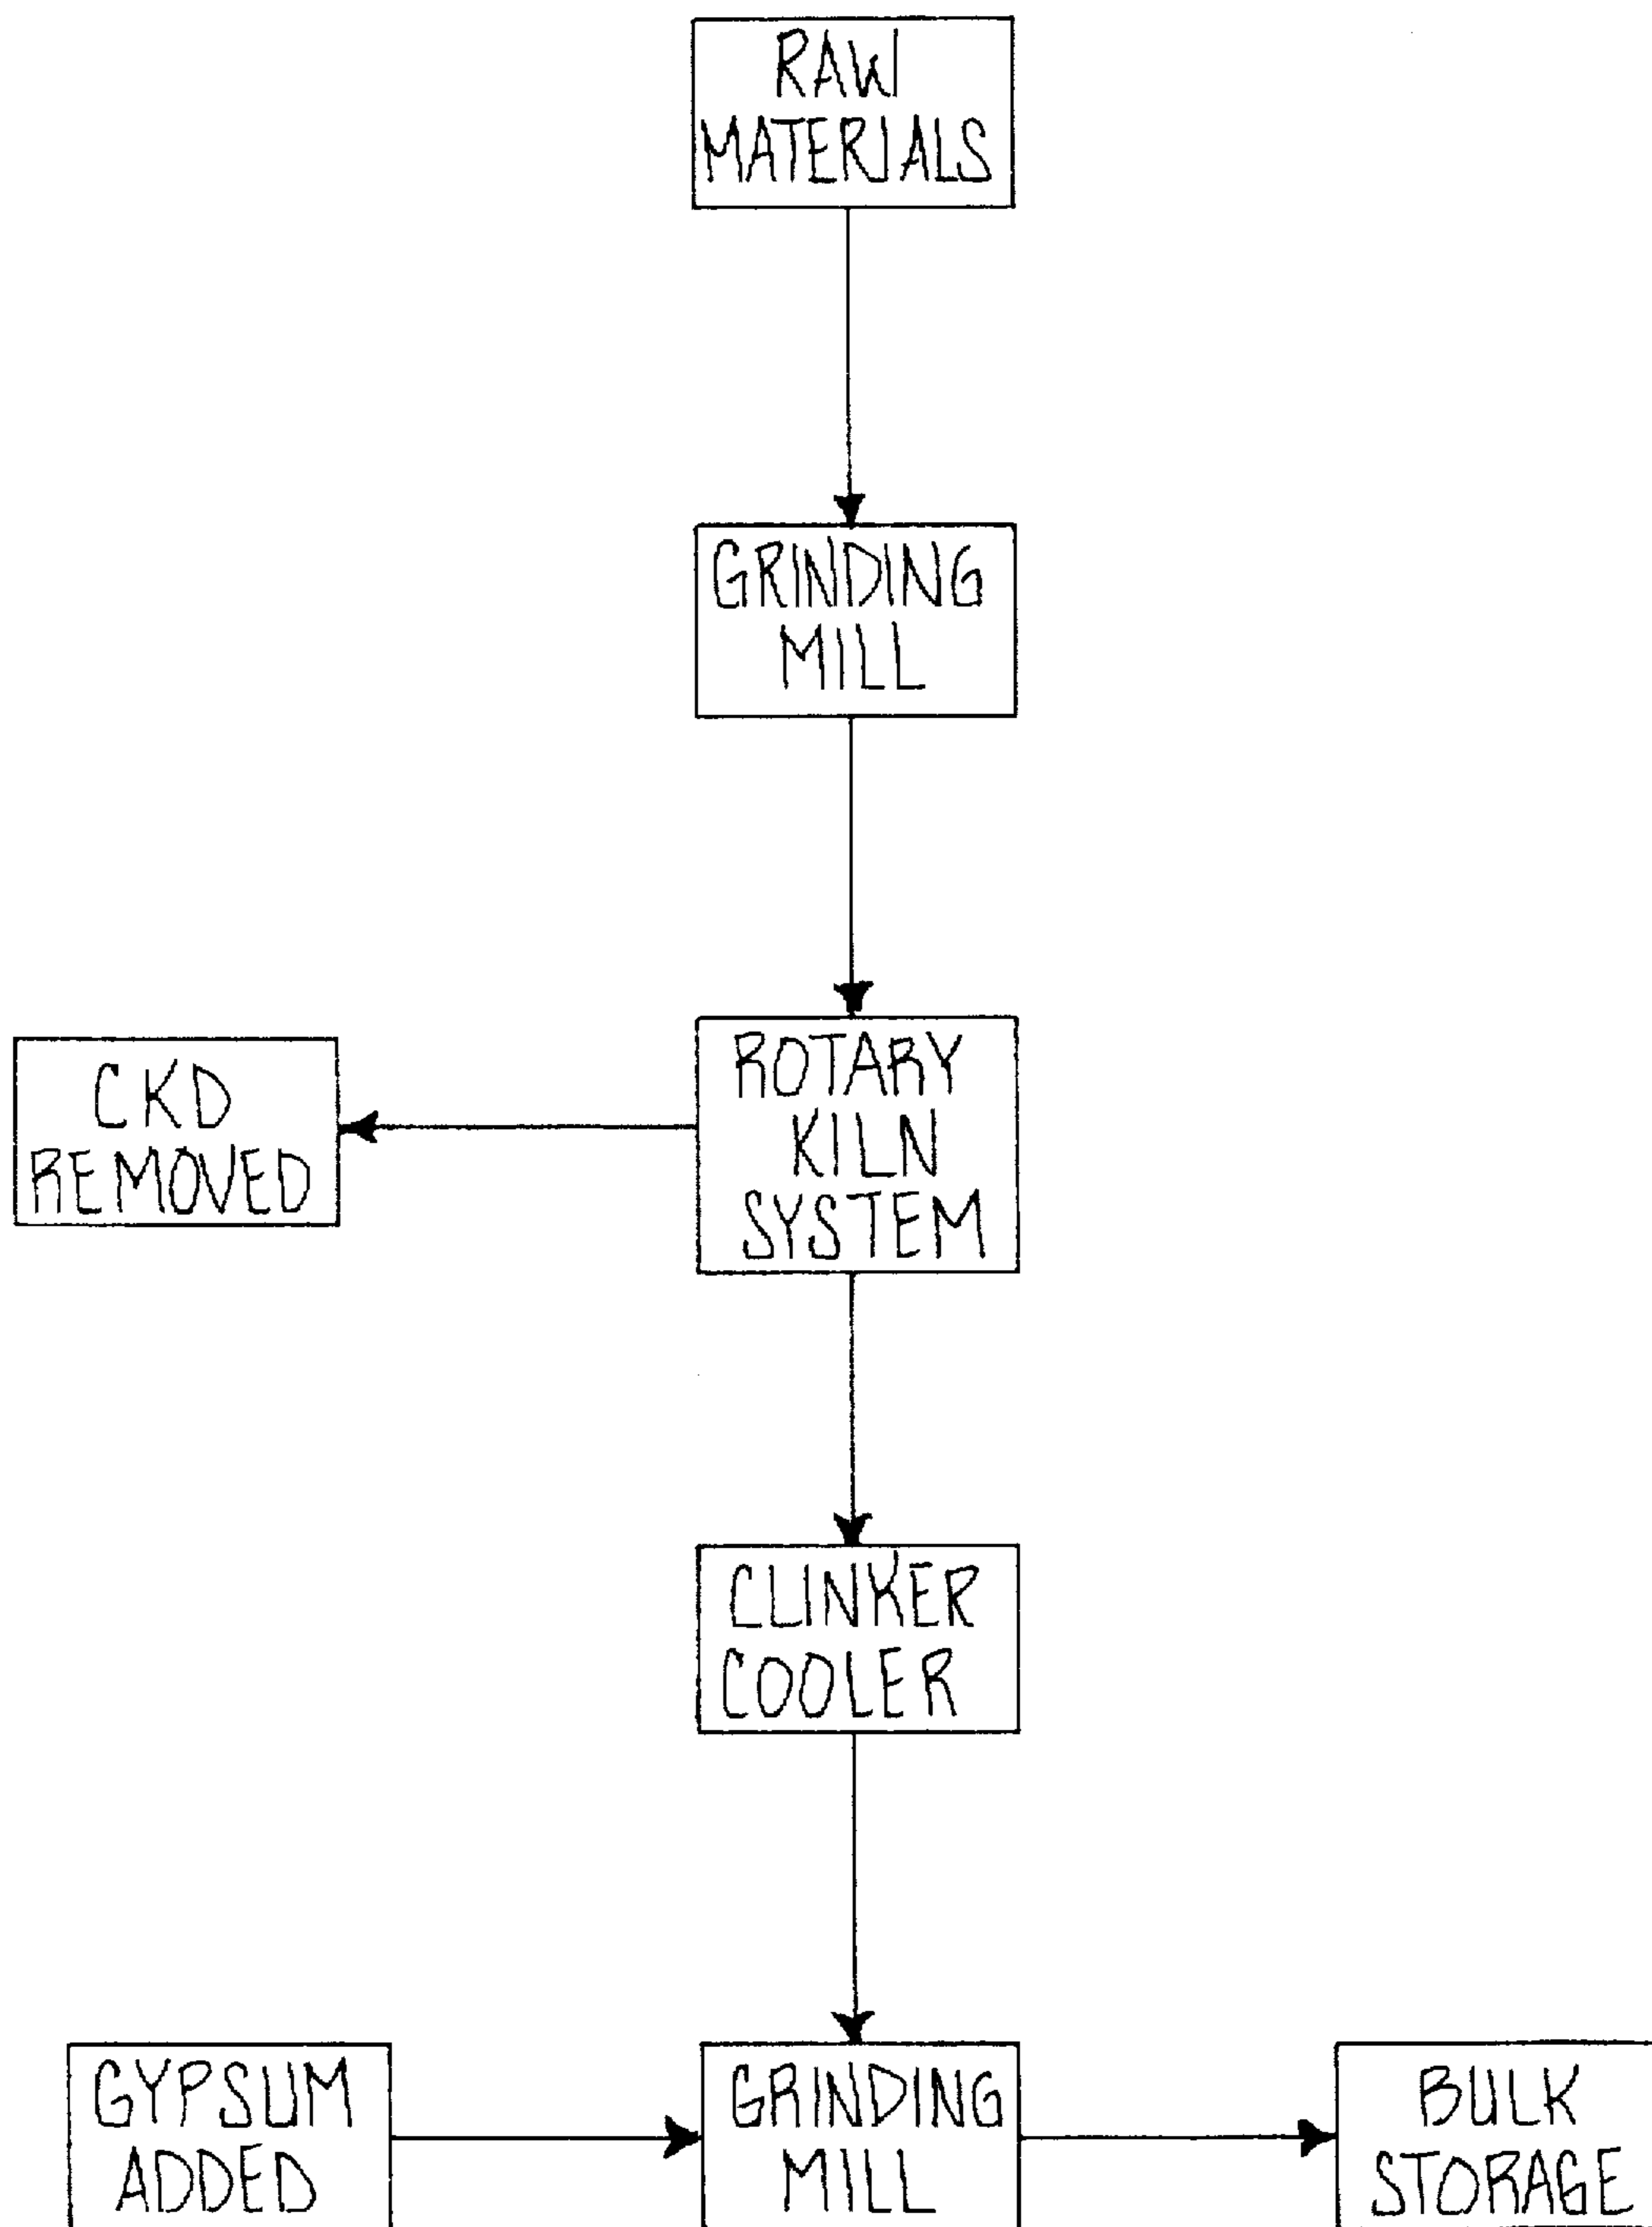 RAW
MATERIALS
GRINDING
MILL
CKD
REMOVED
ROTARY
KILN
SYSTEM
CLINKER
COOLER
GYPSUM
ADDED
GRINDING
MILL
BULK
STORAGE